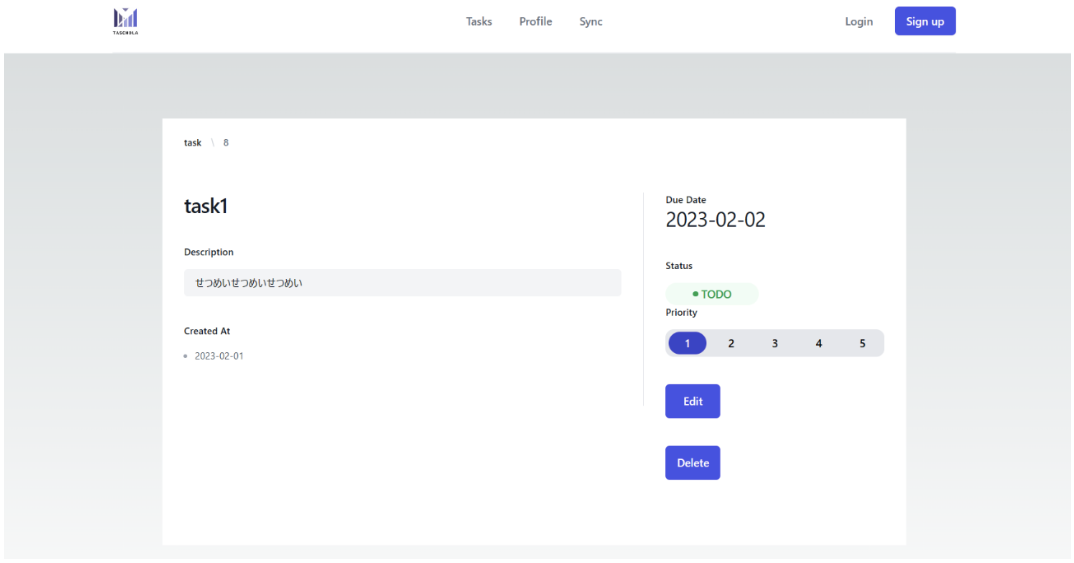 Tasks Profile Sync Login Sign up
task \ 8
task1
Description
せつめいせつめいせつめい
Created At
2023-02-01
Due Date
2023-02-02
Status
TODO
Priority
1 2 3 4 5
Edit
Delete